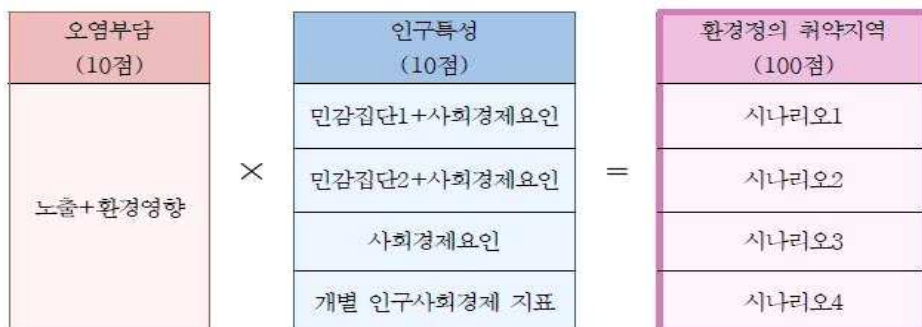 오염부담
(10점)
노출+환경영향
×
인구특성
(10점)
민감집단1+사회경제요인
민감집단2+사회경제요인
사회경제요인
개별 인구사회경제 지표
=
환경정의 취약지역
(100점)
시나리오1
시나리오2
시나리오3
시나리오4